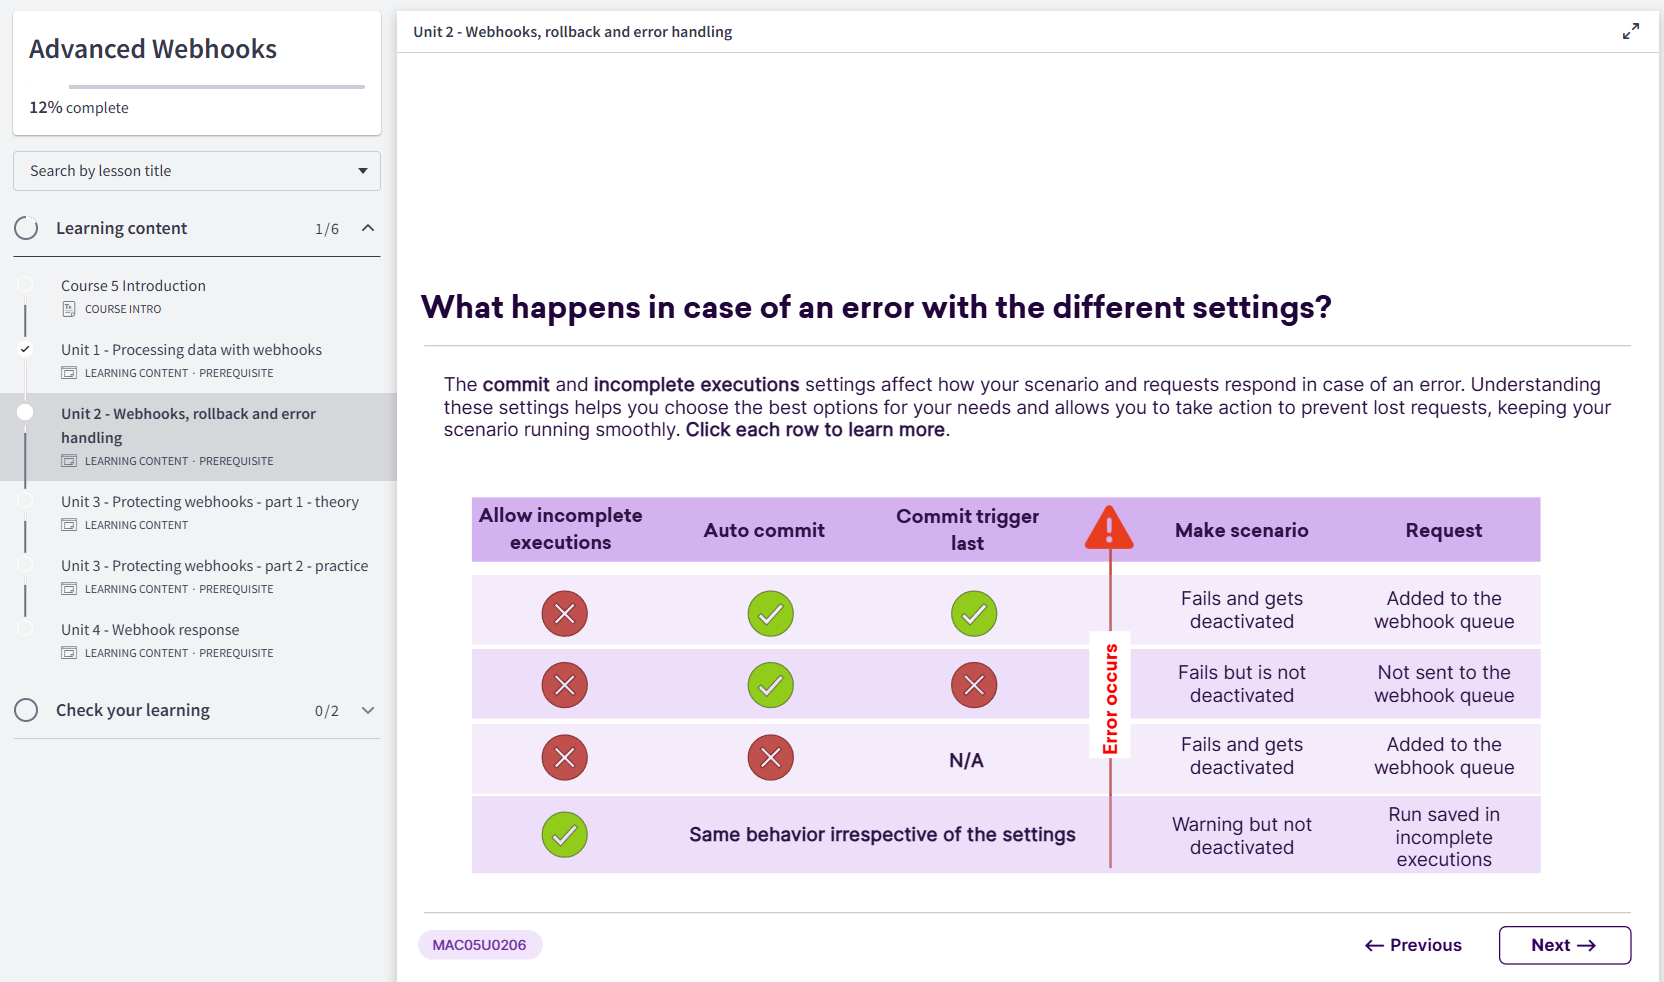 Advanced Webhooks
12% complete
Search by lesson title
Learning content 1/6
Course 5 Introduction
COURSE INTRO
Unit 1 - Processing data with webhooks
LEARNING CONTENT · PREREQUISITE
Unit 2 - Webhooks, rollback and error
handling
LEARNING CONTENT · PREREQUISITE
Unit 3 - Protecting webhooks - part 1 - theory
LEARNING CONTENT
Unit 3 - Protecting webhooks - part 2 - practice
LEARNING CONTENT · PREREQUISITE
Unit 4 - Webhook response
LEARNING CONTENT · PREREQUISITE
Check your learning 0/2
Unit 2 - Webhooks, rollback and error handling
What happens in case of an error with the different settings?
The commit and incomplete executions settings affect how your scenario and requests respond in case of an error. Understanding
these settings helps you choose the best options for your needs and allows you to take action to prevent lost requests, keeping your
scenario running smoothly. Click each row to learn more.
Allow incomplete
executions
Auto commit
Commit trigger
last
Make scenario
Request
Error occurs
Fails and gets
deactivated
Added to the
webhook queue
Fails but is not
deactivated
Not sent to the
webhook queue
N/A
Fails and gets
deactivated
Added to the
webhook queue
Same behavior irrespective of the settings
Warning but not
deactivated
Run saved in
incomplete
executions
MAC05U0206
← Previous
Next →